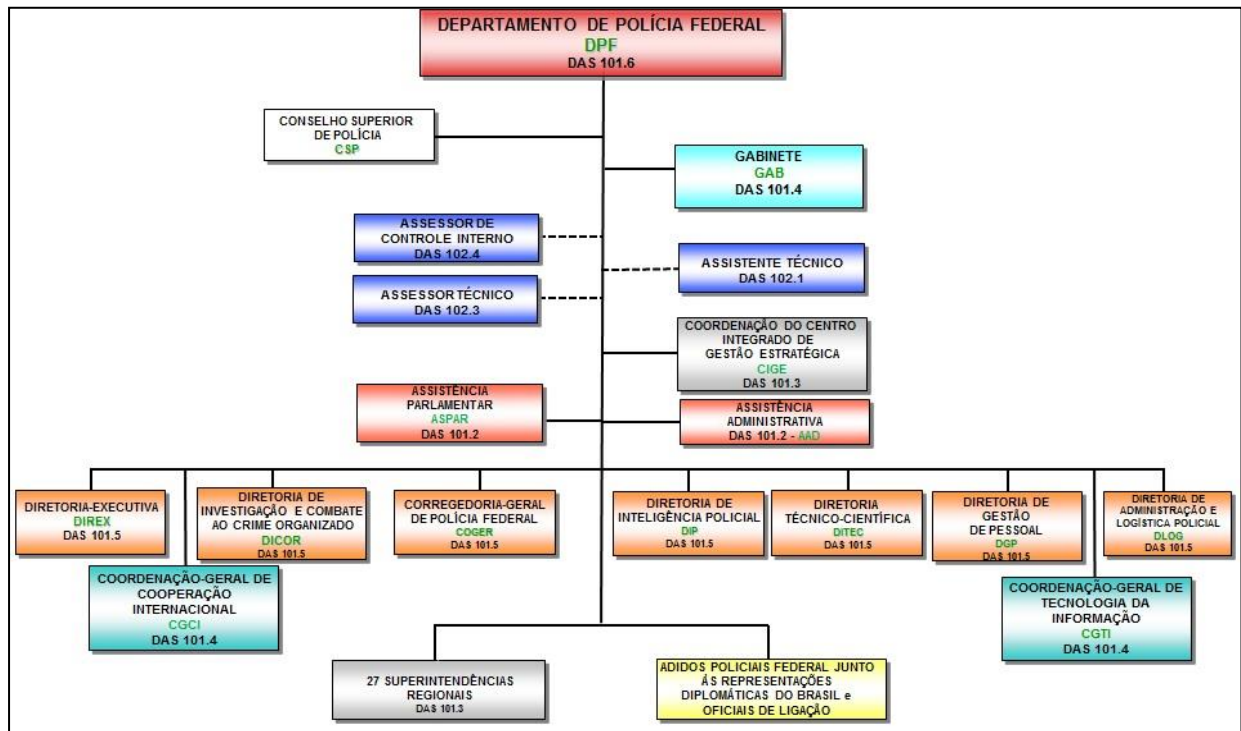 DEPARTAMENTO DE POLÍCIA FEDERAL
DPF
DAS 101.6
CONSELHO SUPERIOR
DE POLÍCIA
CSP
GABINETE
GAB
DAS 101.4
ASSESSOR DE
CONTROLE INTERNO
DAS 102.4
ASSISTENTE TÉCNICO
DAS 102.1
ASSESSOR TÉCNICO
DAS 102.3
COORDENAÇÃO DO CENTRO
INTEGRADO DE
GESTÃO ESTRATÉGICA
CIGE
DAS 101.3
ASSISTÊNCIA
PARLAMENTAR
ASPAR
DAS 101.2
ASSISTÊNCIA
ADMINISTRATIVA
DAS 101.2 - AAD
DIRETORIA-EXECUTIVA
DIREX
DAS 101.5
DIRETORIA DE
INVESTIGAÇÃO E COMBATE
AO CRIME ORGANIZADO
DICOR
DAS 101.5
CORREGEDORIA-GERAL
DE POLÍCIA FEDERAL
COGER
DAS 101.5
DIRETORIA DE
INTELIGÊNCIA POLICIAL
DIP
DAS 101.5
DIRETORIA
TÉCNICO-CIENTÍFICA
DITEC
DAS 101.5
DIRETORIA DE
GESTÃO
DE PESSOAL
DGP
DAS 101.5
DIRETORIA DE
ADMINISTRAÇÃO E
LOGÍSTICA POLICIAL
DLOG
DAS 101.5
COORDENAÇÃO-GERAL DE
COOPERAÇÃO
INTERNACIONAL
CGCI
DAS 101.4
COORDENAÇÃO-GERAL DE
TECNOLOGIA DA
INFORMAÇÃO
CGTI
DAS 101.4
27 SUPERINTENDÊNCIAS
REGIONAIS
DAS 101.3
ADIDOS POLICIAIS FEDERAL JUNTO
ÁS REPRESENTAÇÕES
DIPLOMÁTICAS DO BRASIL e
OFICIAIS DE LIGAÇÃO